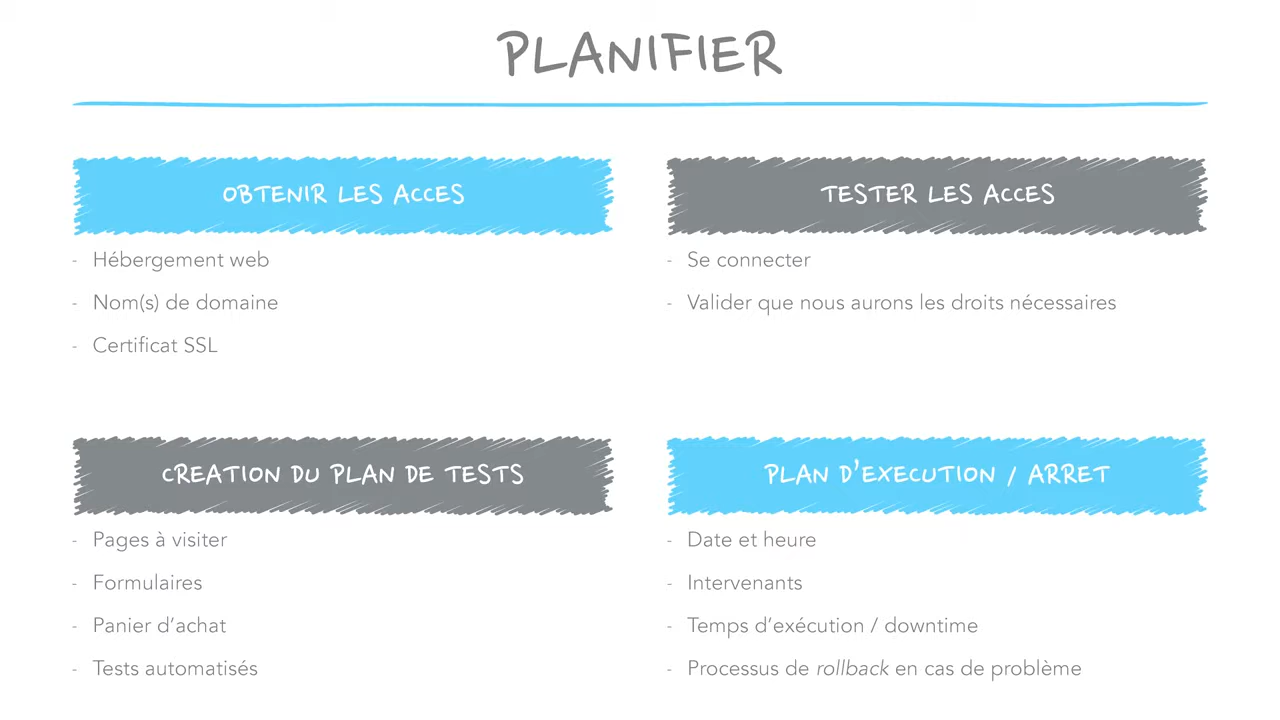 PLANIFIER
OBTENIR LES ACCES
- Hébergement web
- Nom(s) de domaine
- Certificat SSL
TESTER LES ACCES
- Se connecter
- Valider que nous aurons les droits nécessaires
CREATION DU PLAN DE TESTS
- Pages à visiter
- Formulaires
- Panier d’achat
- Tests automatisés
PLAN D’EXECUTION / ARRET
- Date et heure
- Intervenants
- Temps d’exécution / downtime
- Processus de rollback en cas de problème